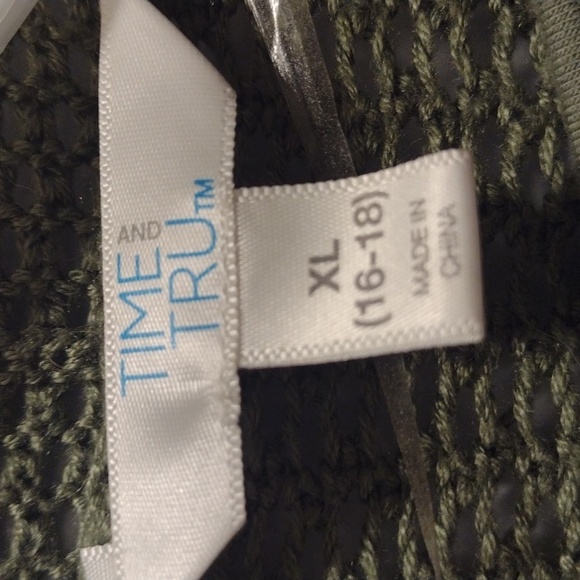 TIME AND
TRU™
XL
(16-18)
MADE IN
CHINA